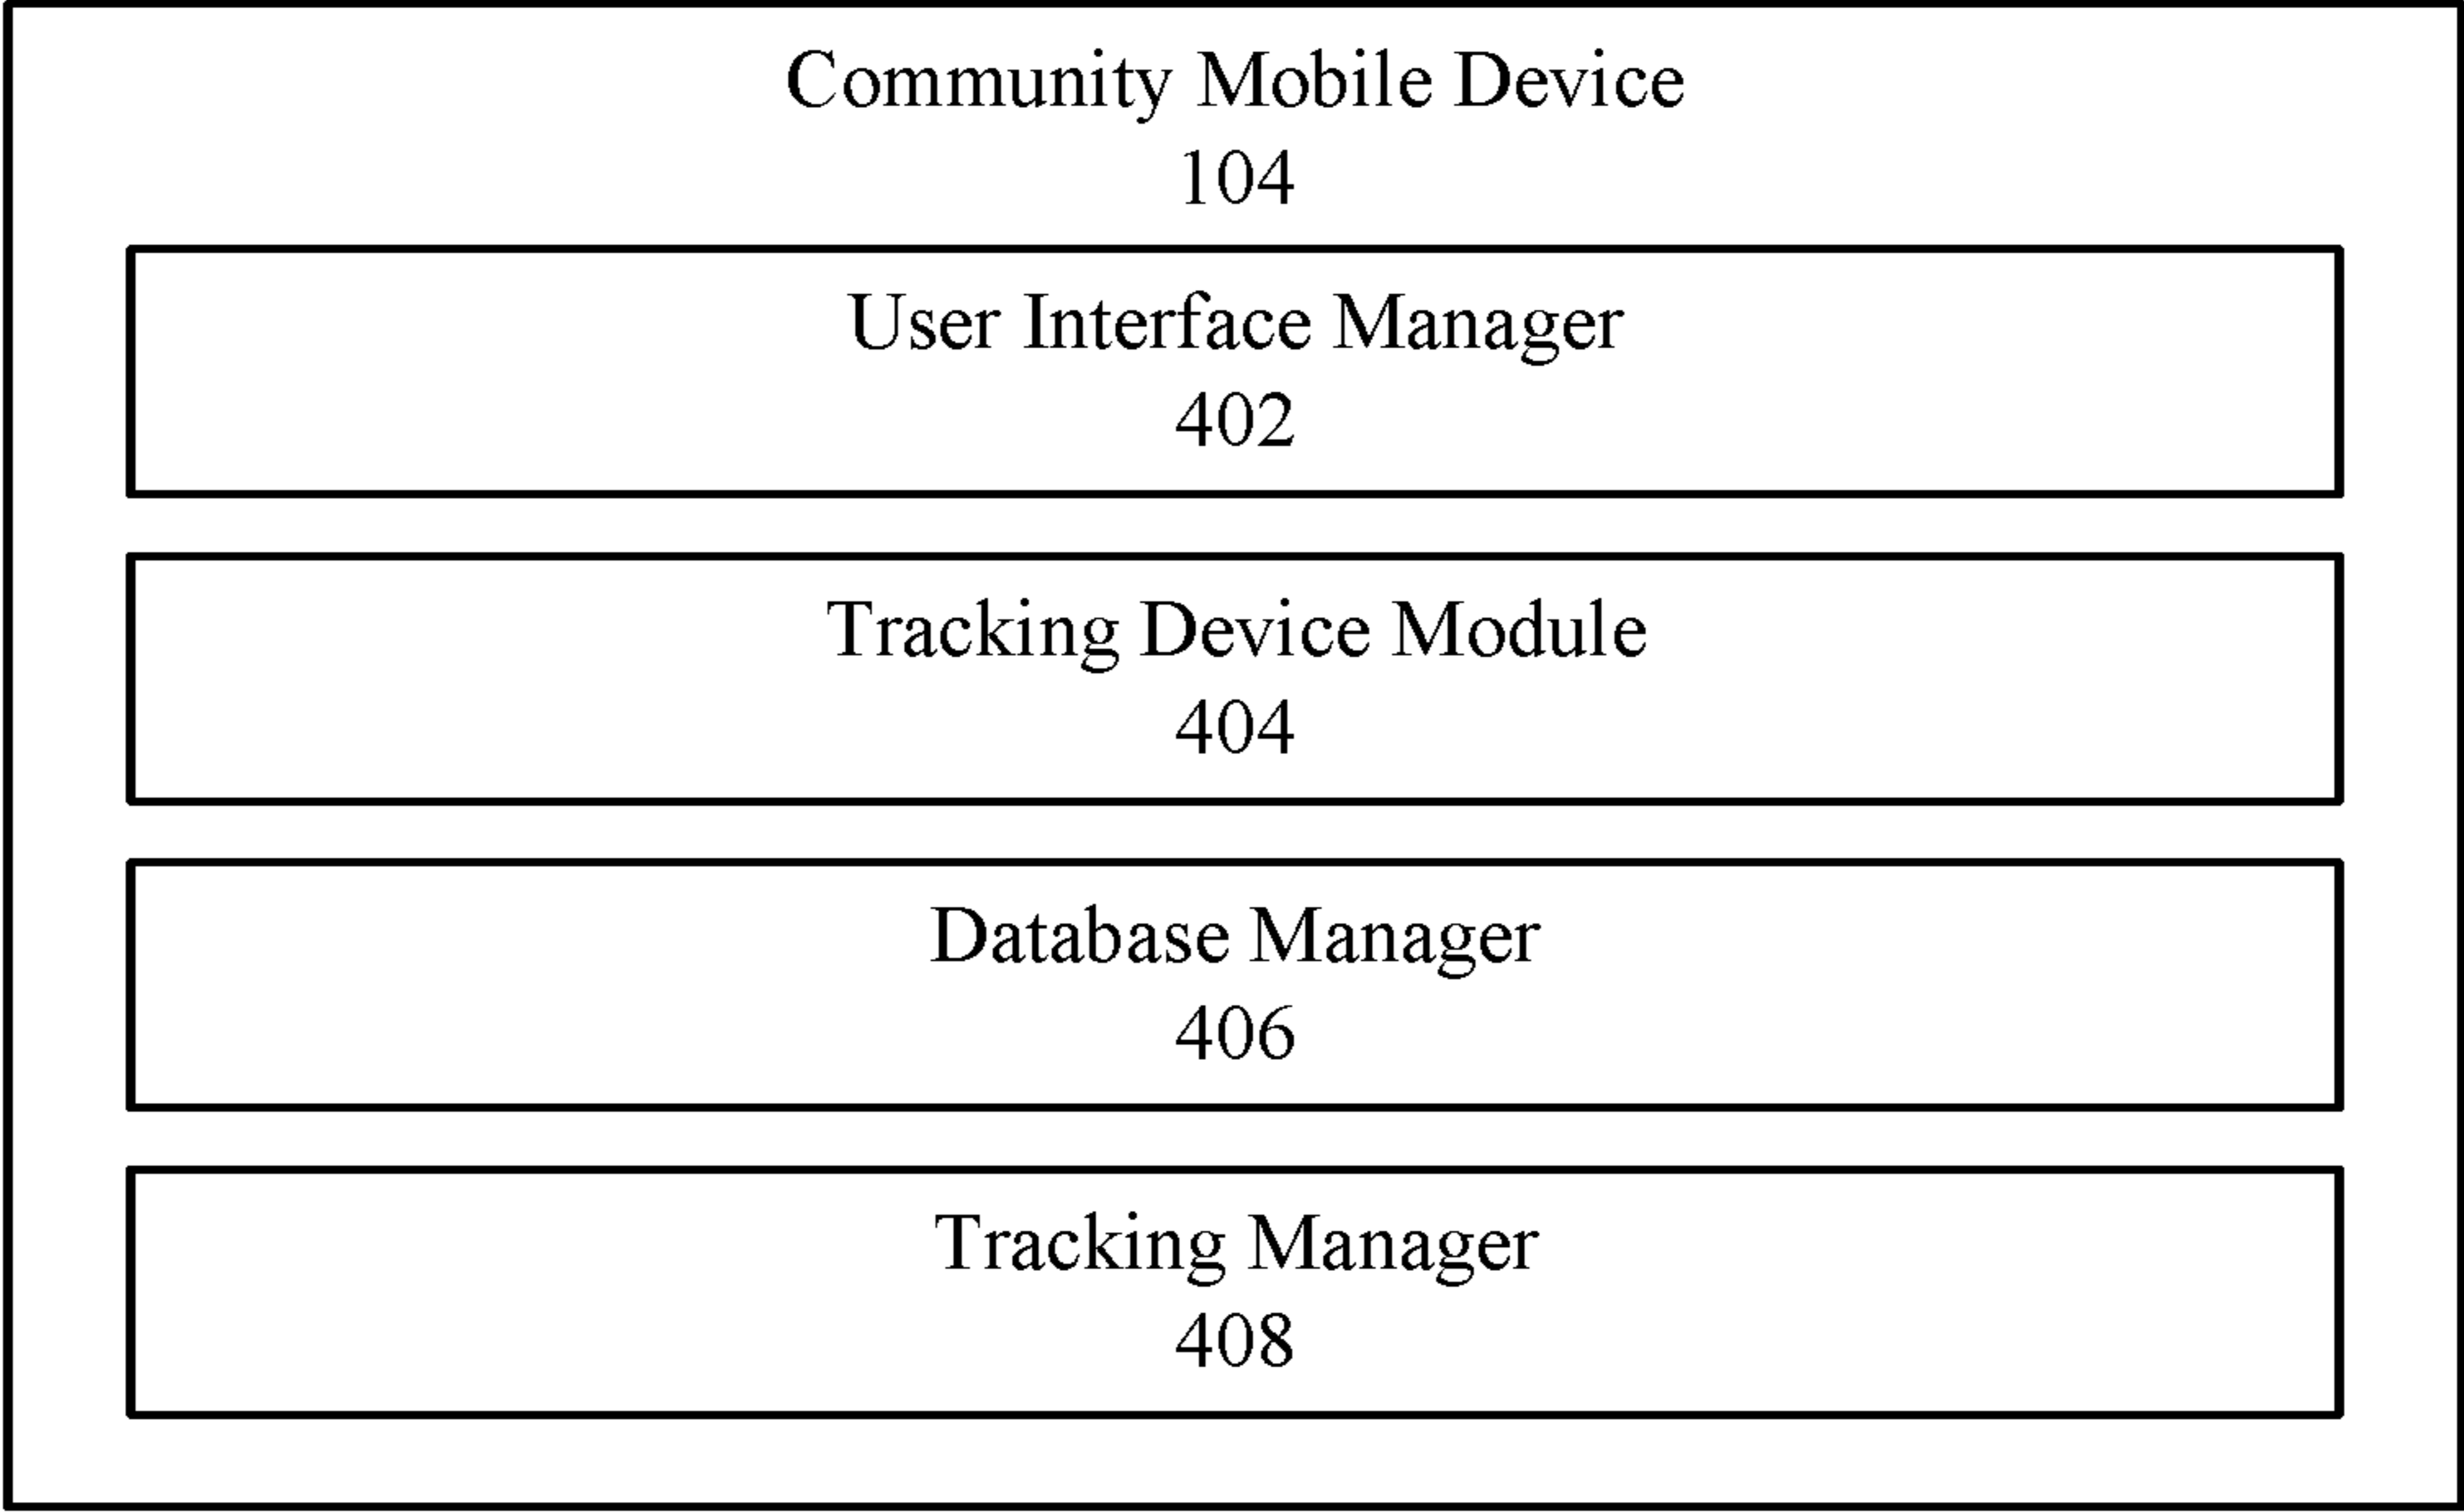 Community Mobile Device
104
User Interface Manager
402
Tracking Device Module
404
Database Manager
406
Tracking Manager
408